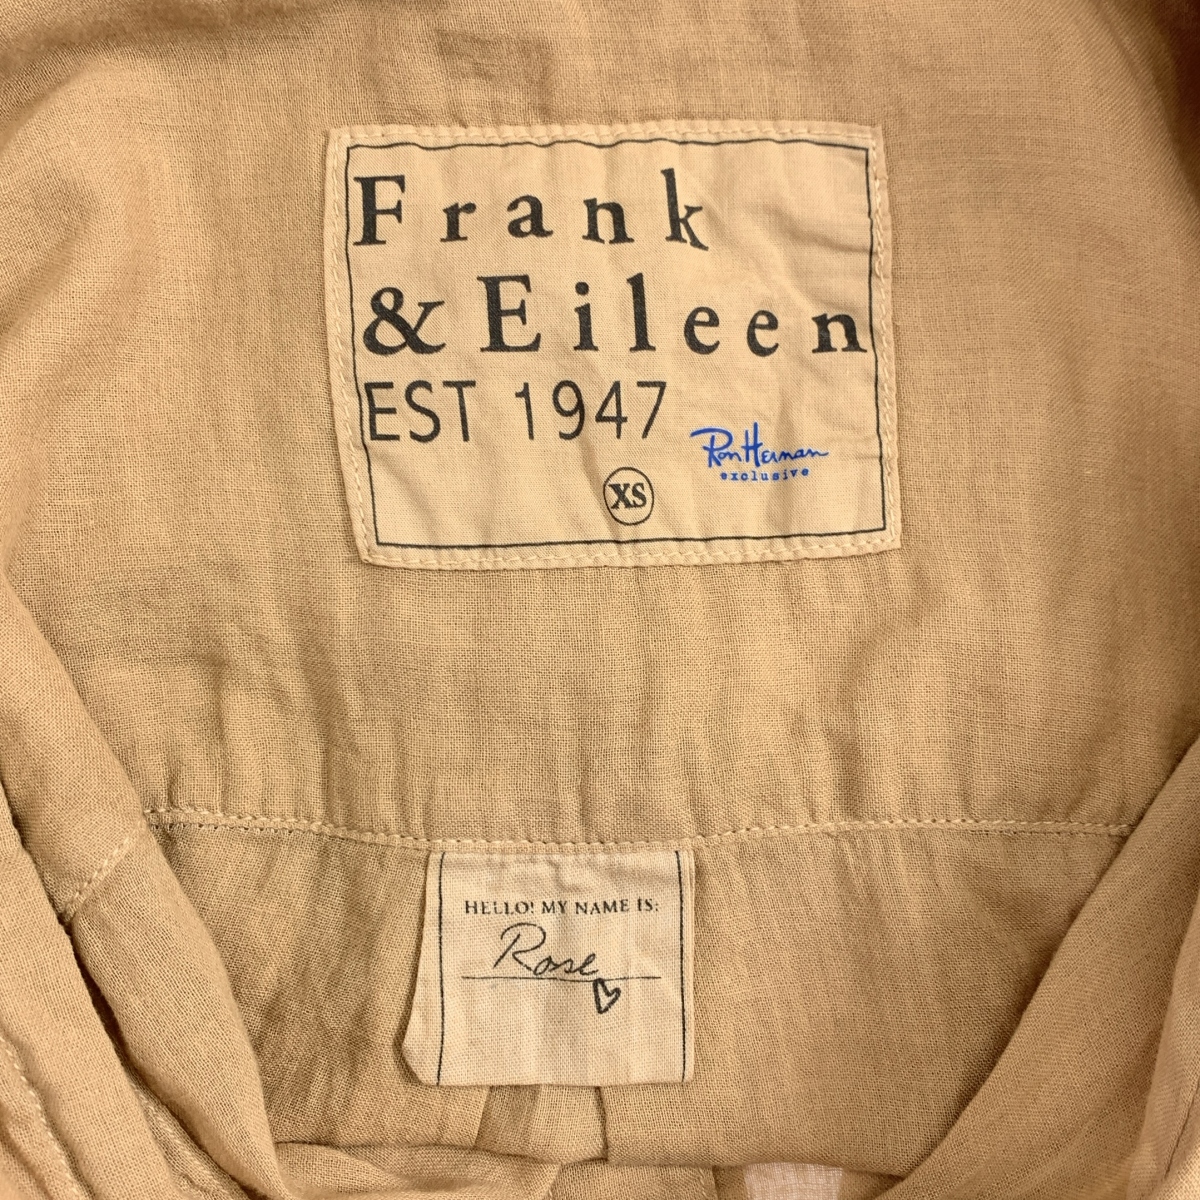 Frank
& Eileen
EST 1947
Ron Herman
exclusive
XS
HELLO! MY NAME IS:
Rose